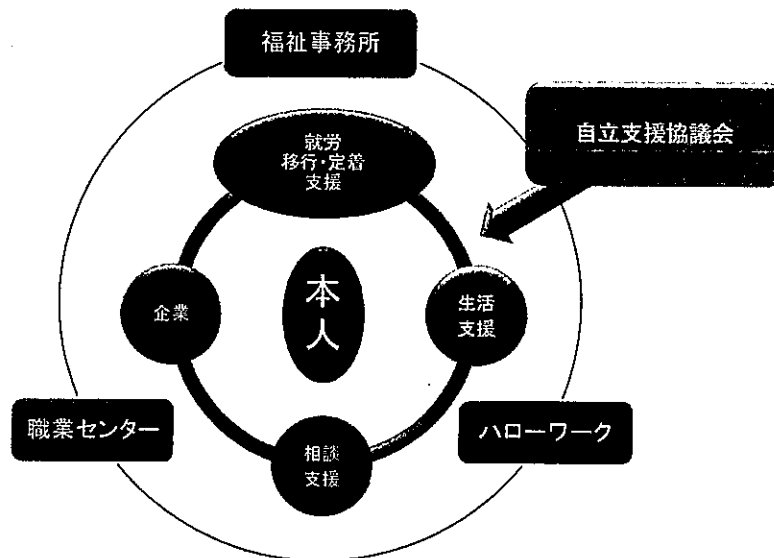 福祉事務所
自立支援協議会
就労
移行・定着
支援
本人
企業
生活
支援
職業センター
ハローワーク
相談
支援